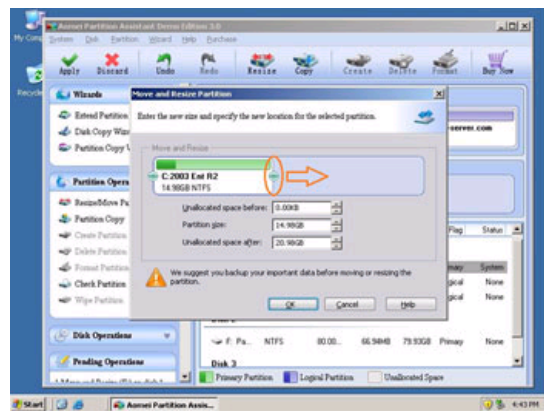 My Comp
Recycle
Aomei Partition Assistant Demo Edition 3.0
System Disk Partition Wizard Help Purchase
Apply Discard Undo Redo Resize Copy Create Delete Format Buy Now
Wizards
Extend Partition
Disk Copy Wiz
Partition Copy
-server.com
Partition Opera
Resize/Move Pa
Partition Copy
Create Partition
Delete Partition
Format Partition
Check Partition
Wipe Partition
Disk Operations
Pending Operations
Move and Resize Partition
Enter the new size and specify the new location for the selected partition.
Move and Resize
C:2003 Ent R2
14.98GB NTFS
Unallocated space before: 0.00KB
Partition size: 14.98GB
Unallocated space after: 20.98GB
We suggest you backup your important data before moving or resizing the partition.
OK Cancel Help
Flag Status
mary System
gical None
gical None
F: Pa... NTFS 80.00... 66.94MB 79.93GB Primary None
Disk 3
Primary Partition Logical Partition Unallocated Space
Start Aomei Partition Assis... 4:43 PM